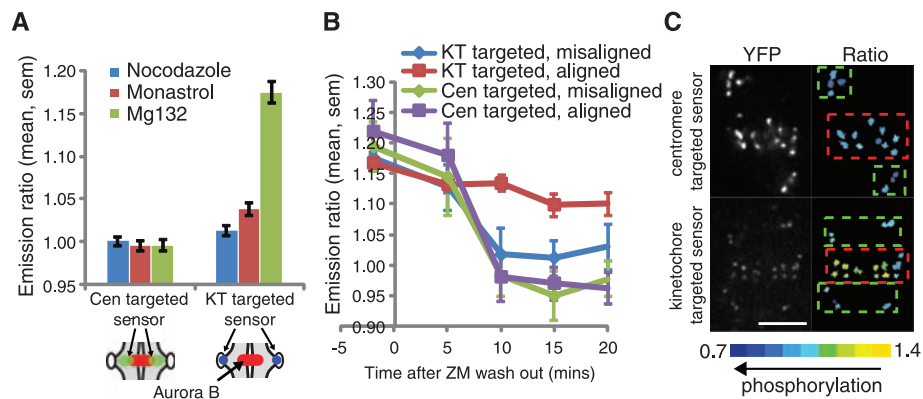 A
Emission ratio (mean, sem)
1.20
1.15
1.10
1.05
1.00
0.95
Nocodazole
Monastrol
Mg132
Cen targeted sensor
KT targeted sensor
Aurora B
B
Emission ratio (mean, sem)
KT targeted, misaligned
KT targeted, aligned
Cen targeted, misaligned
Cen targeted, aligned
1.30
1.25
1.20
1.15
1.10
1.05
1.00
0.95
0.90
-5 0 5 10 15 20
Time after ZM wash out (mins)
C
YFP Ratio
centromere
targeted sensor
kinetochore
targeted sensor
0.7 1.4
phosphorylation